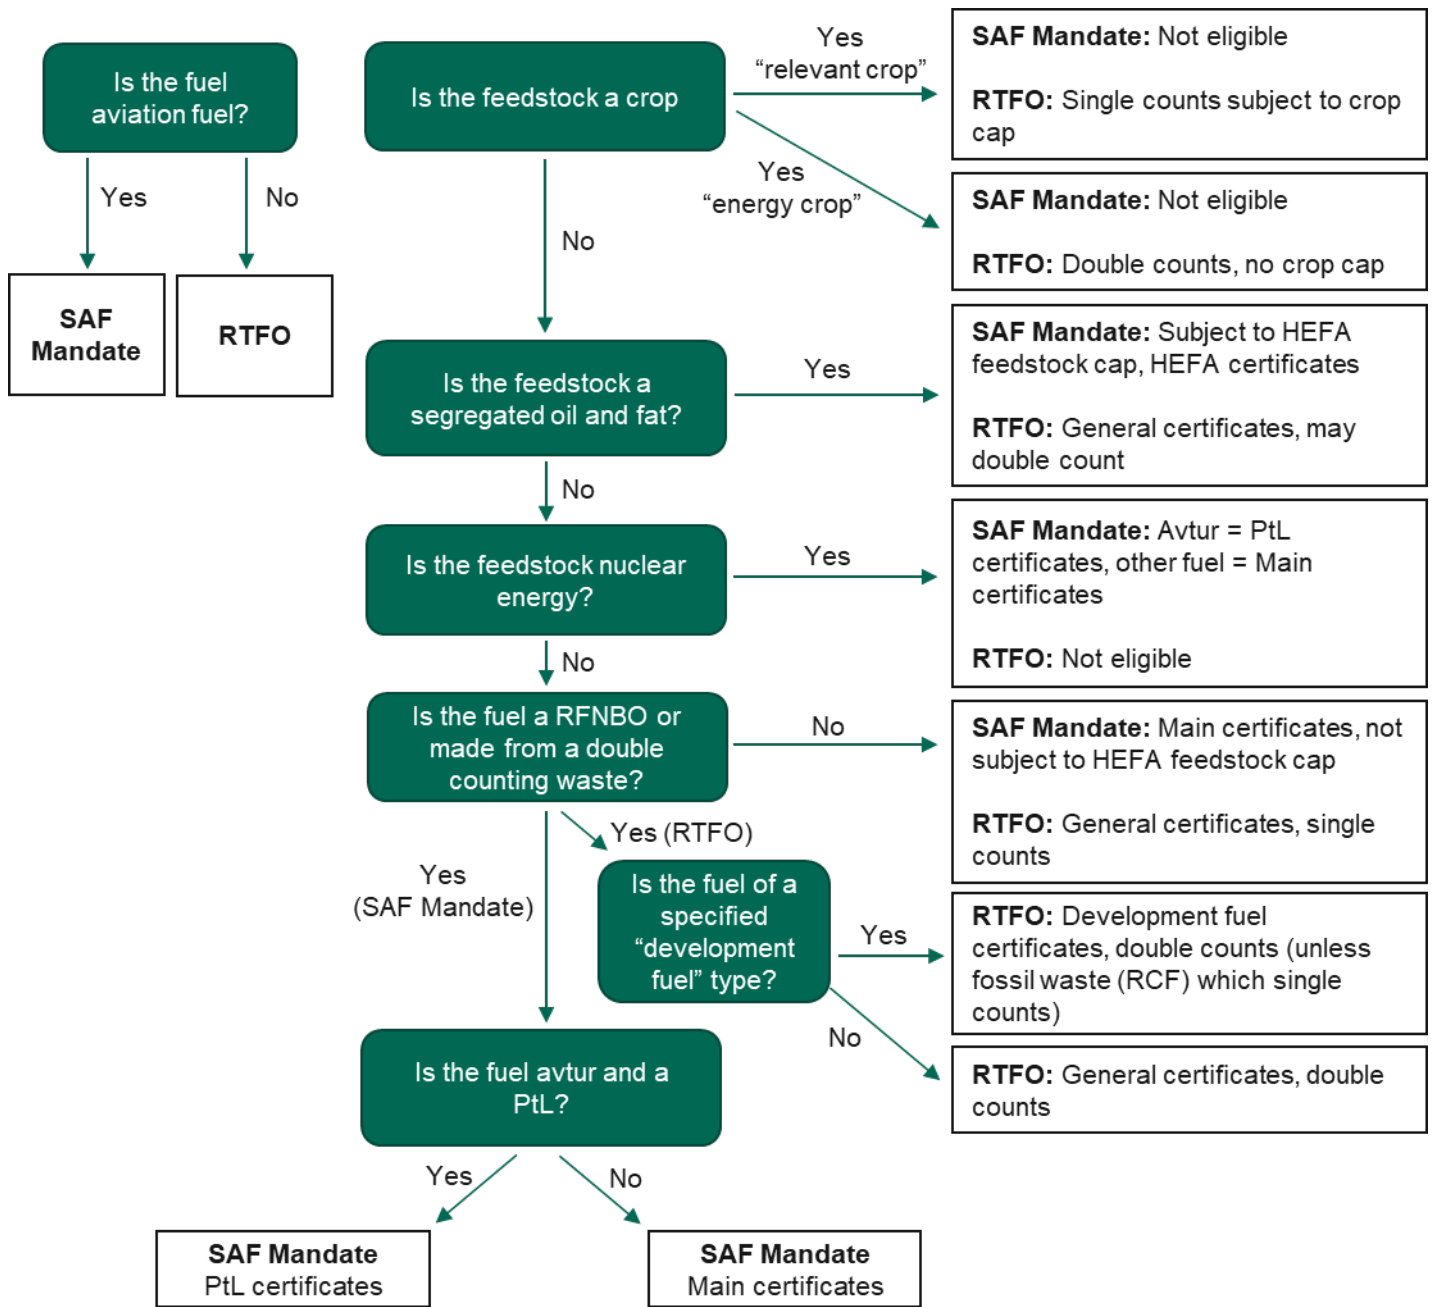 Is the fuel
aviation fuel?
Yes
No
SAF
Mandate
RTFO
Is the feedstock a crop
Yes
“relevant crop”
SAF Mandate: Not eligible
RTFO: Single counts subject to crop
cap
Yes
“energy crop”
SAF Mandate: Not eligible
RTFO: Double counts, no crop cap
No
Is the feedstock a
segregated oil and fat?
Yes
SAF Mandate: Subject to HEFA
feedstock cap, HEFA certificates
RTFO: General certificates, may
double count
No
Is the feedstock nuclear
energy?
Yes
SAF Mandate: Avtur = PtL
certificates, other fuel = Main
certificates
RTFO: Not eligible
No
Is the fuel a RFNBO or
made from a double
counting waste?
No
SAF Mandate: Main certificates, not
subject to HEFA feedstock cap
RTFO: General certificates, single
counts
Yes (RTFO)
Yes
(SAF Mandate)
Is the fuel of a
specified
“development
fuel” type?
Yes
RTFO: Development fuel
certificates, double counts (unless
fossil waste (RCF) which single
counts)
No
RTFO: General certificates, double
counts
Is the fuel avtur and a
PtL?
Yes
No
SAF Mandate
PtL certificates
SAF Mandate
Main certificates